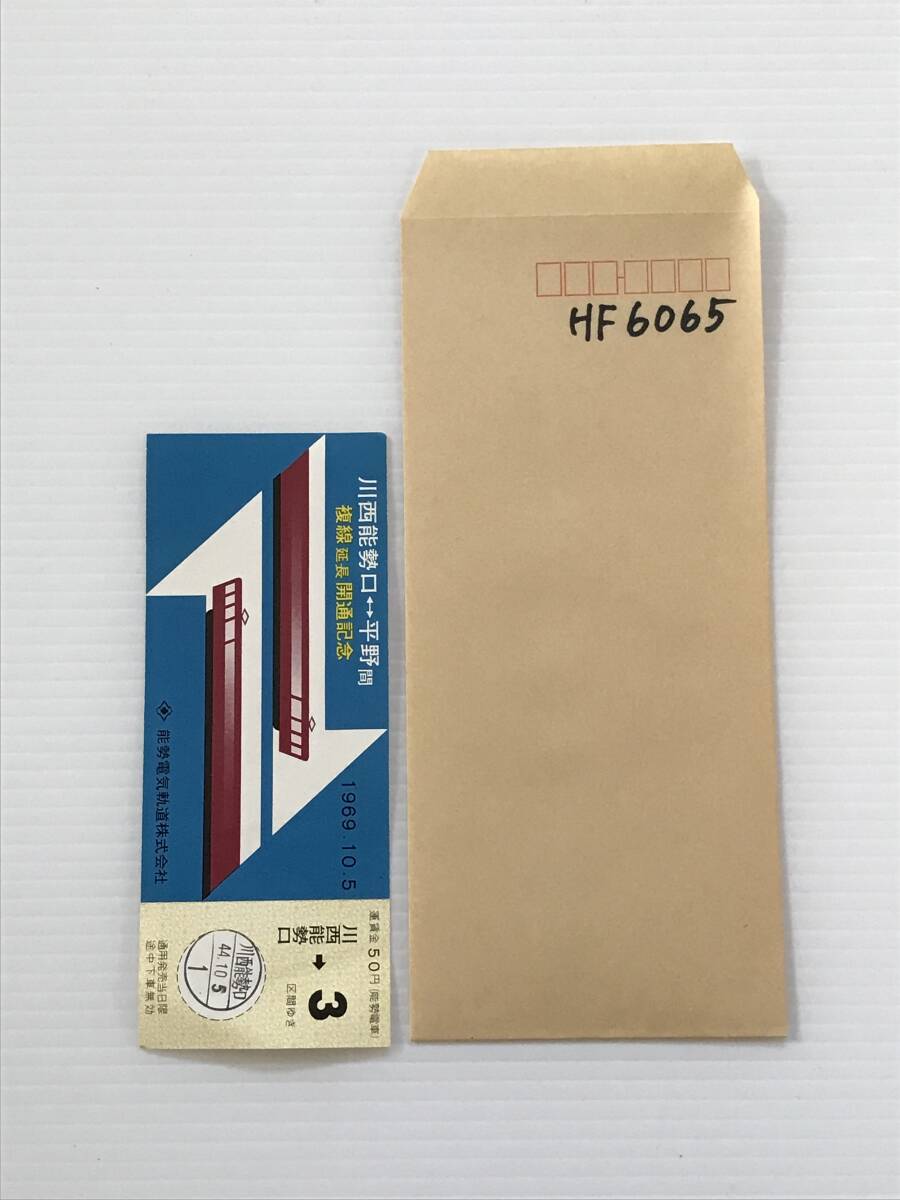 HF6065
川西能勢口↔平野間
複線延長開通記念
1969.10.5
能勢電気軌道株式会社
運賃金50円(能勢電車)
川西能勢口➡3区間ゆき
川西能勢口
44.10.5
1
通用発売当日限
途中下車無効